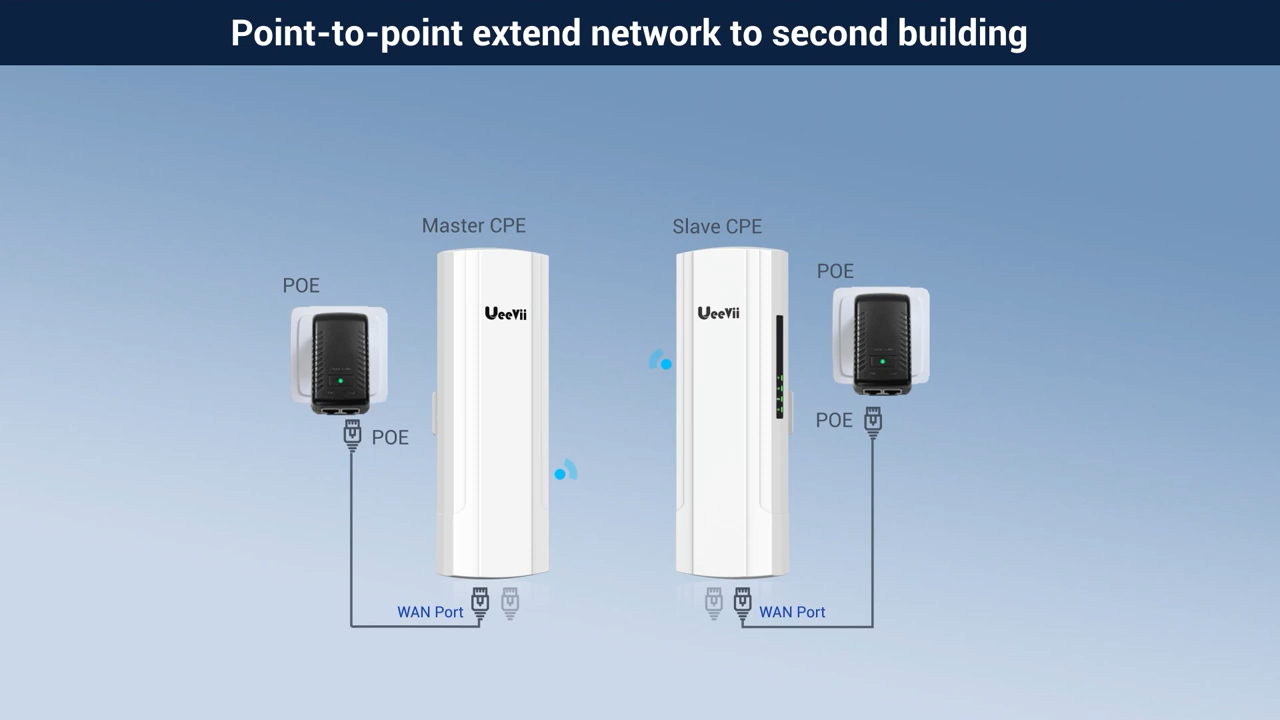 Point-to-point extend network to second building
Master CPE
Slave CPE
POE
POE
UeeVii
UeeVii
POE
POE
WAN Port
WAN Port